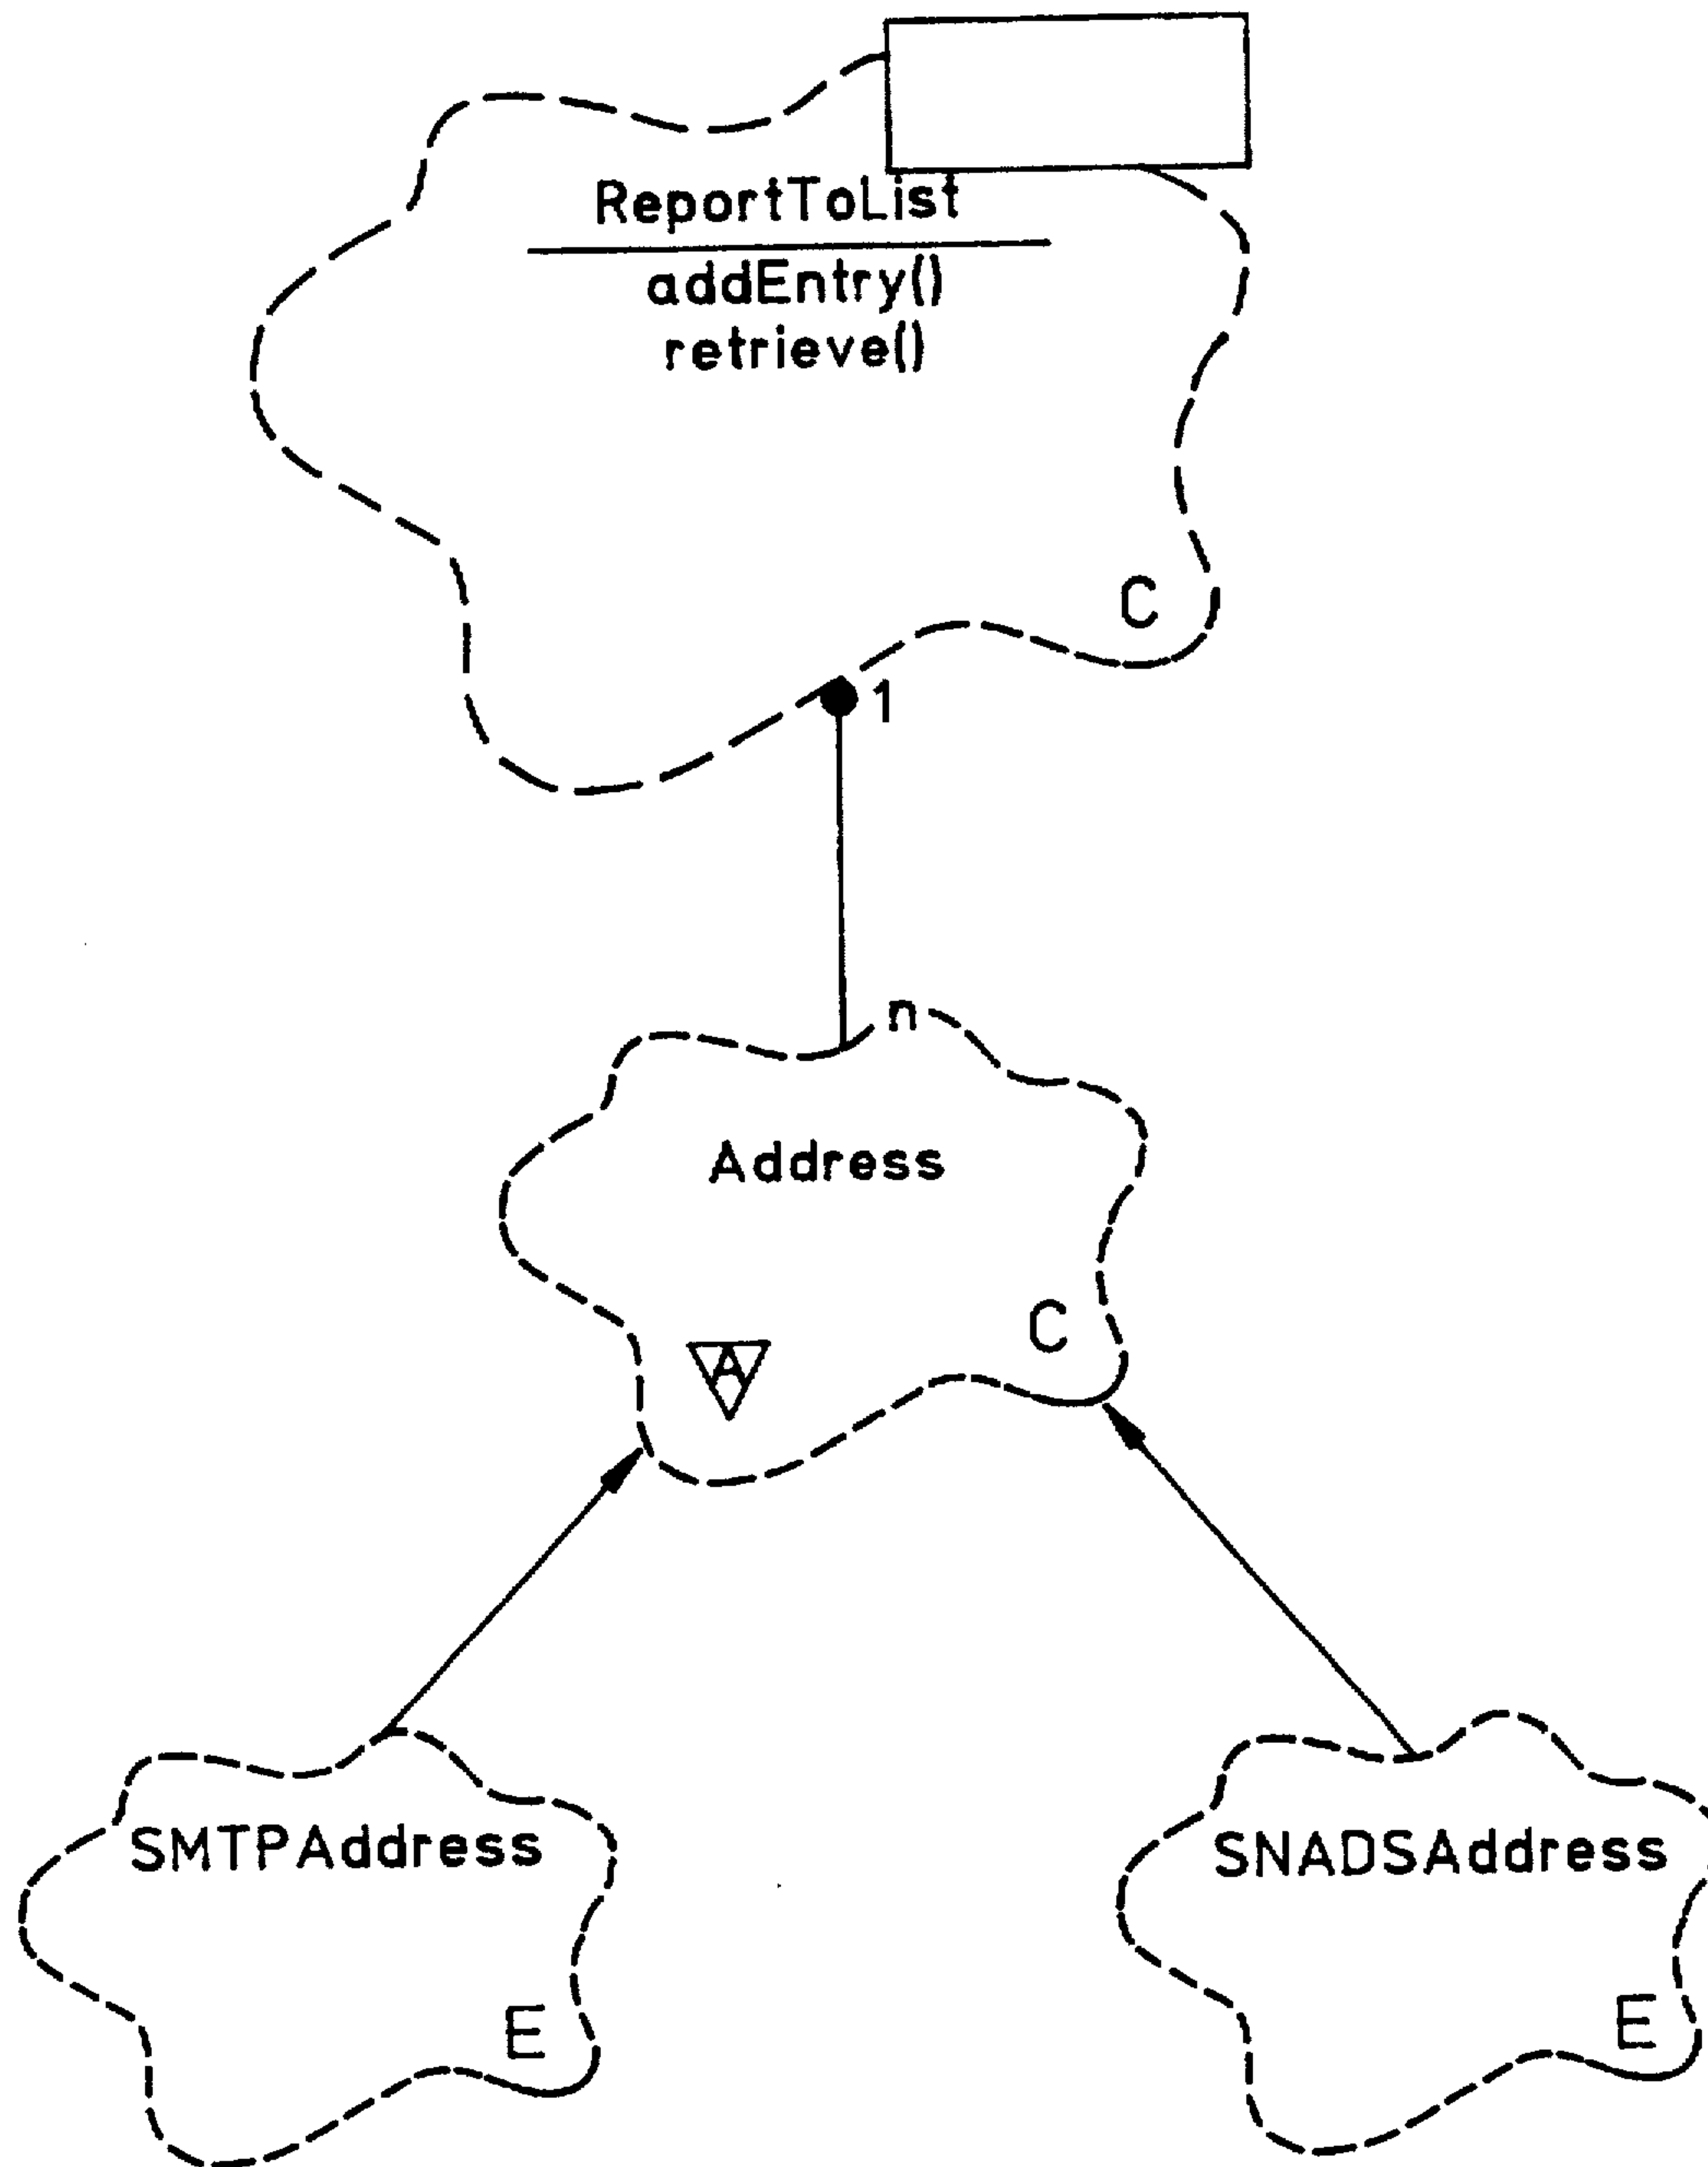 ReportToList
addEntry()
retrieve()
C
1
n
Address
C
A
SMTPAddress
SNADSAddress
E
E